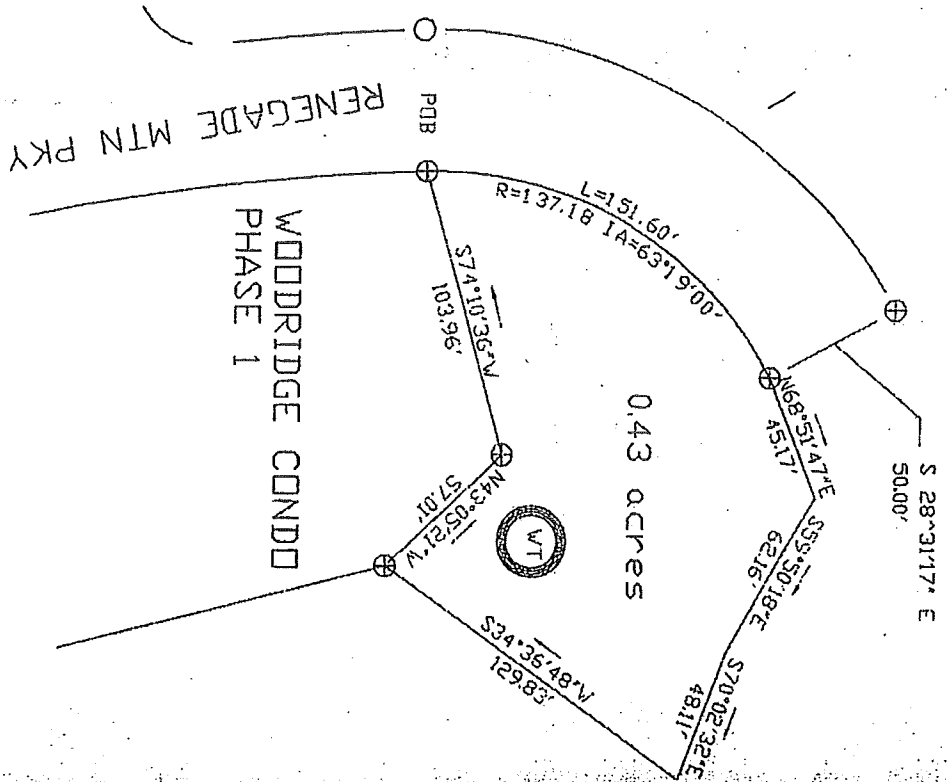 RENEGADE MTN PKY
POB
L=151.60'
R=137.18 IA=63°19'00"
S 28°31'17" E
50.00'
N68°51'47"E
45.17'
S59°50'18"E
62.16'
S70°02'32"E
48.11'
S74°10'36"W
103.96'
0.43 acres
WT
N43°05'21"W
57.01'
S34°36'48"W
129.83'
WOODRIDGE CONDO
PHASE 1